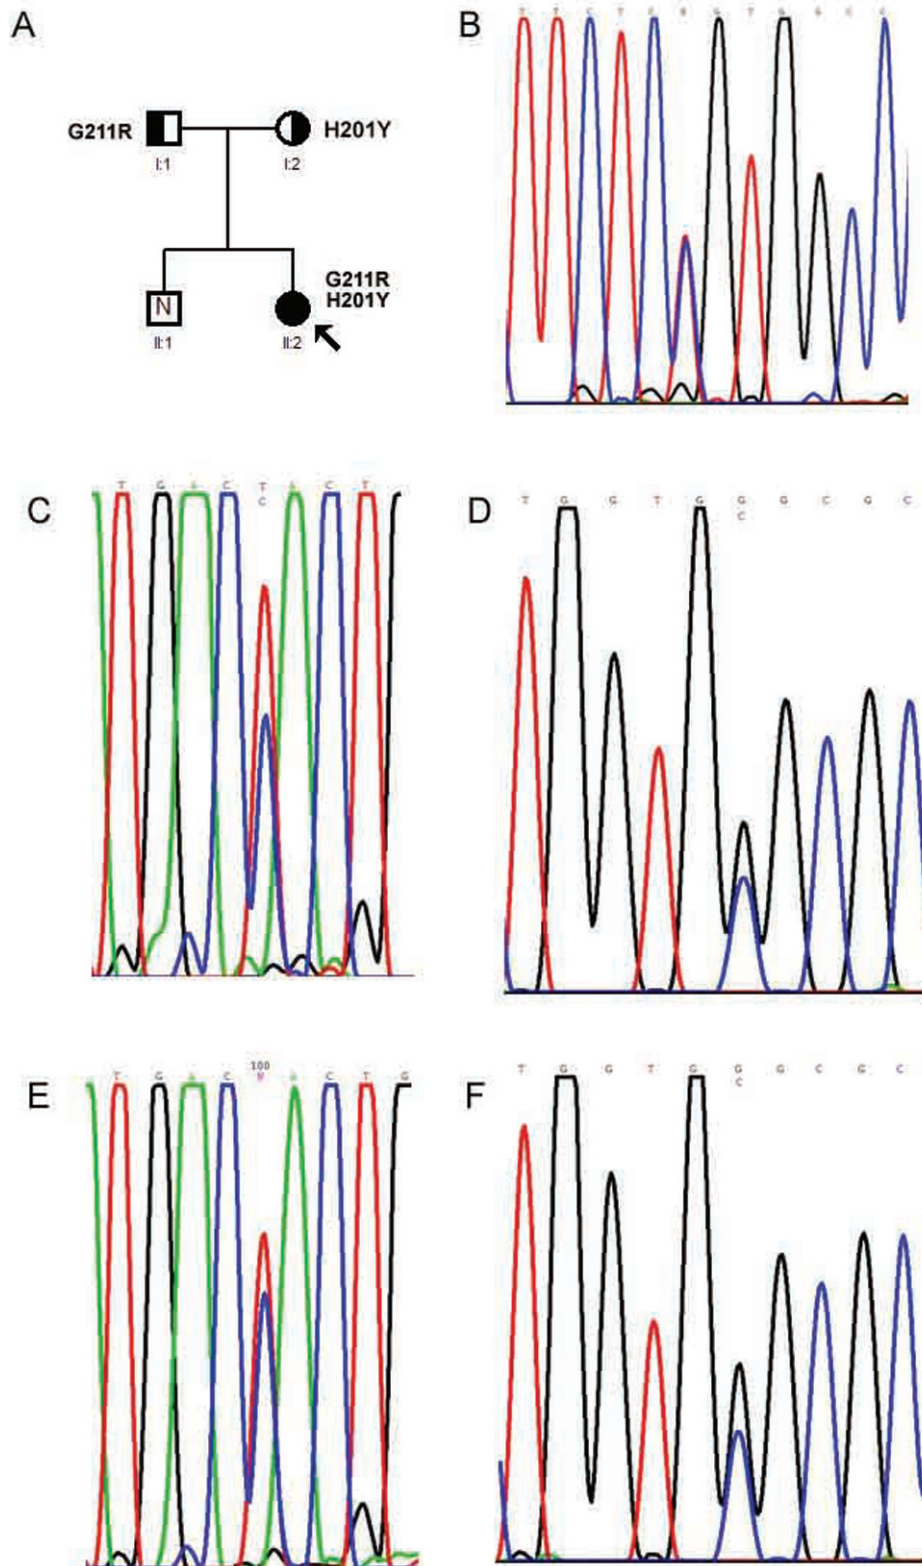 A
G211R
H201Y
I:1
I:2
G211R
H201Y
N
II:1
II:2
B
T T C T C
G T G G C
C
T G A C T A C T
C
D
T G G T G G G C G C
C
E
100
T G A C
A C T G
F
T G G T G G G C G C
C